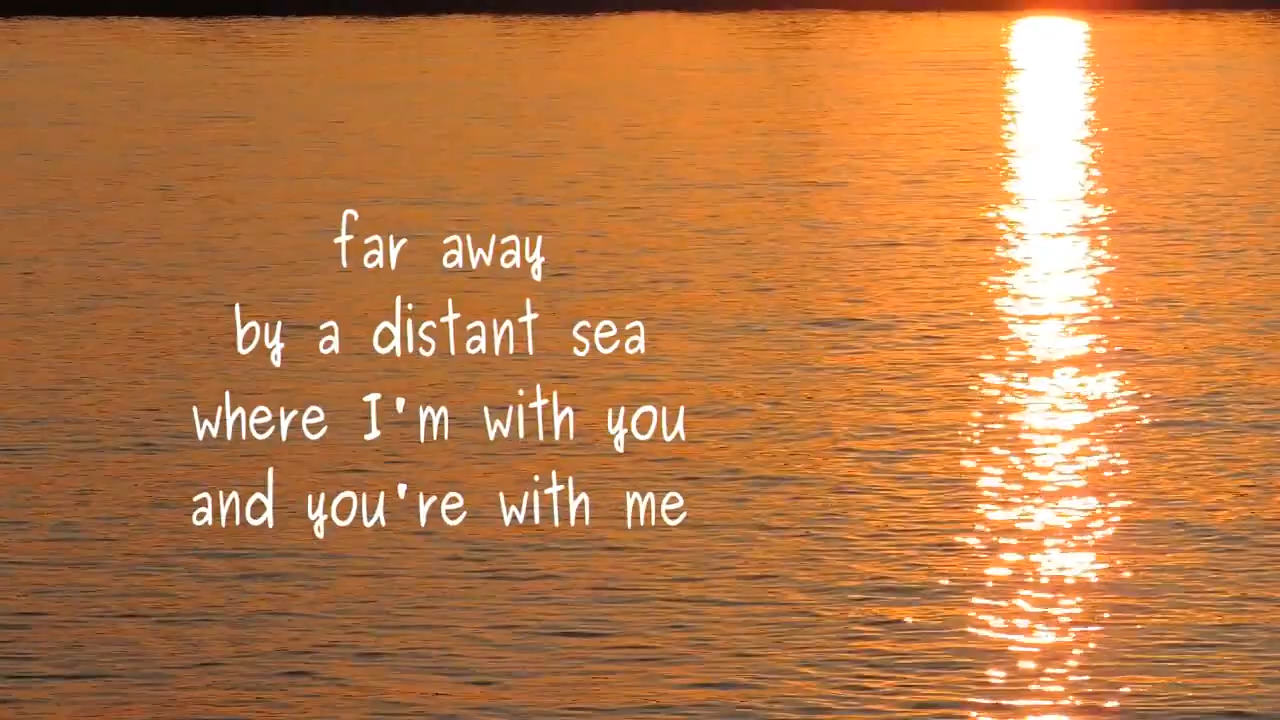 far away
by a distant sea
where I'm with you
and you're with me